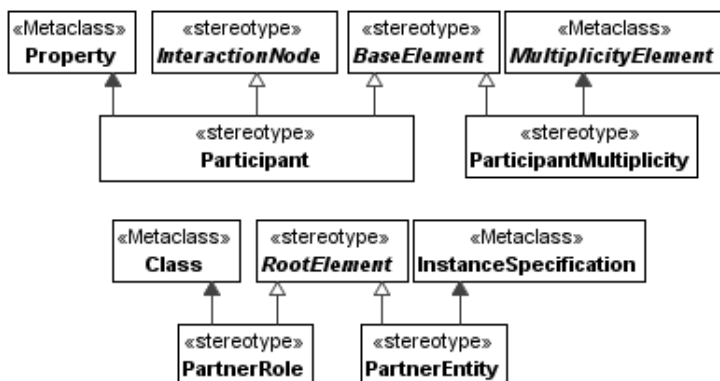 «Metaclass»
Property
«stereotype»
InteractionNode
«stereotype»
BaseElement
«Metaclass»
MultiplicityElement
«stereotype»
Participant
«stereotype»
ParticipantMultiplicity
«Metaclass»
Class
«stereotype»
RootElement
«Metaclass»
InstanceSpecification
«stereotype»
PartnerRole
«stereotype»
PartnerEntity